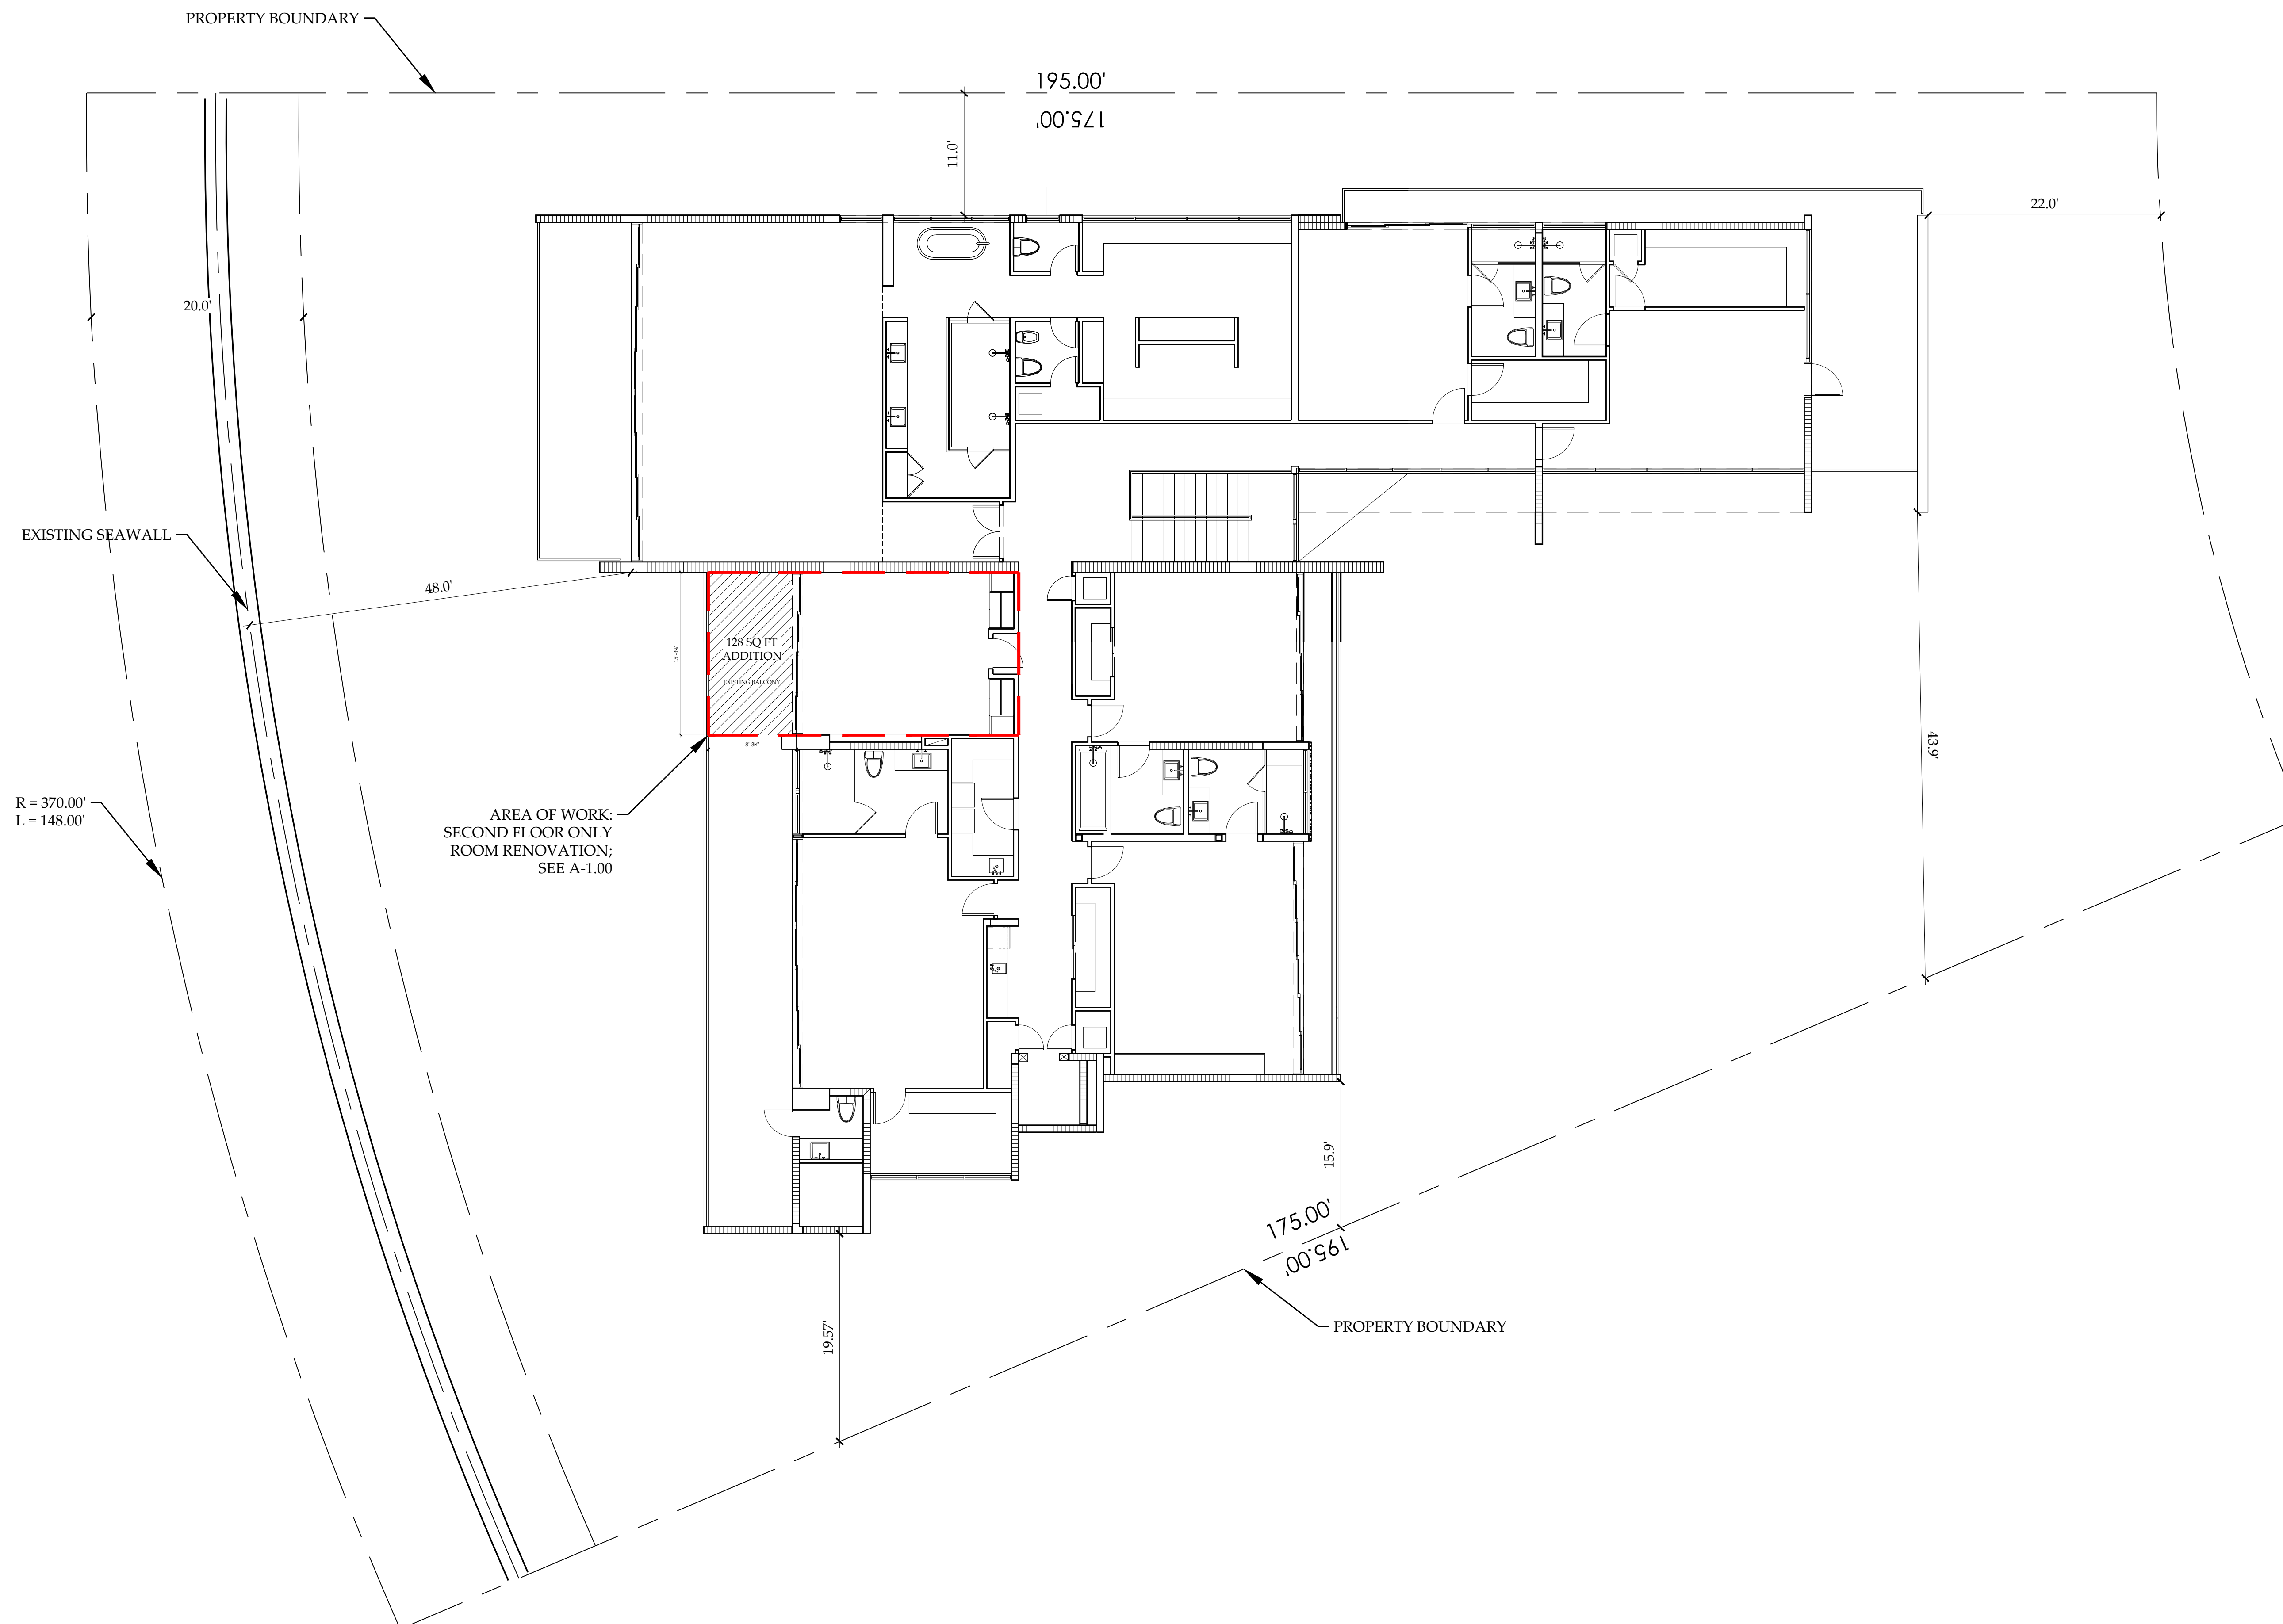 PROPERTY BOUNDARY
195.00'
175.00'
11.0'
22.0'
20.0'
EXISTING SEAWALL
48.0'
128 SQ FT
ADDITION
EXISTING BALCONY
43.9'
R = 370.00'
L = 148.00'
AREA OF WORK:
SECOND FLOOR ONLY
ROOM RENOVATION;
SEE A-1.00
15.9'
175.00'
195.00'
19.57'
PROPERTY BOUNDARY